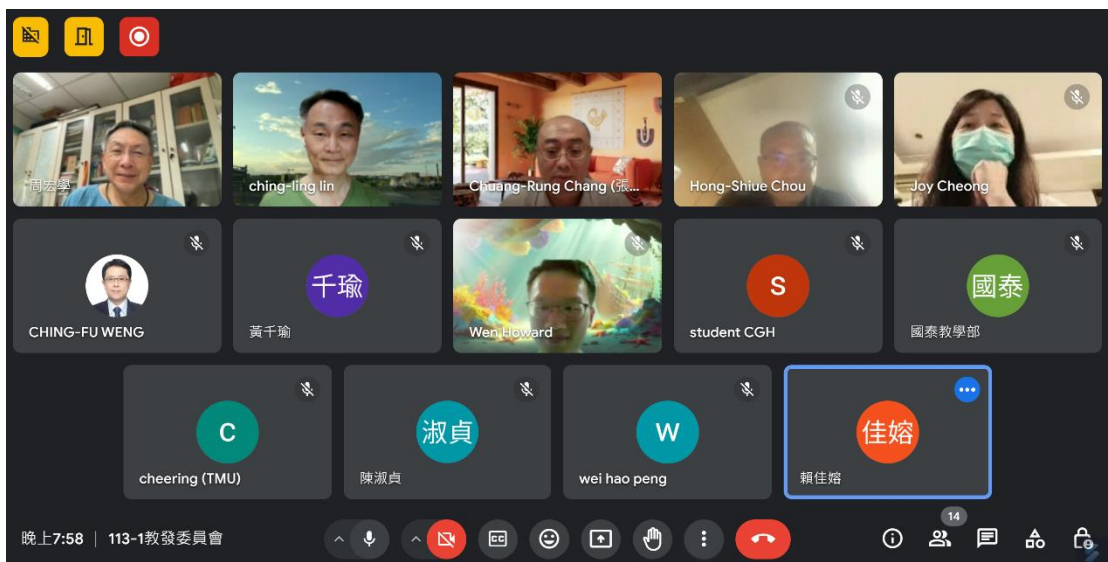 周宏學
ching-ling lin
Chuang-Rung Chang (張...
Hong-Shiue Chou
Joy Cheong
CHING-FU WENG
千瑜
黃千瑜
Wen Howard
S
student CGH
國泰
國泰教學部
C
cheering (TMU)
淑貞
陳淑貞
W
wei hao peng
佳嫆
賴佳嫆
14
晚上7:58 | 113-1教發委員會
CC